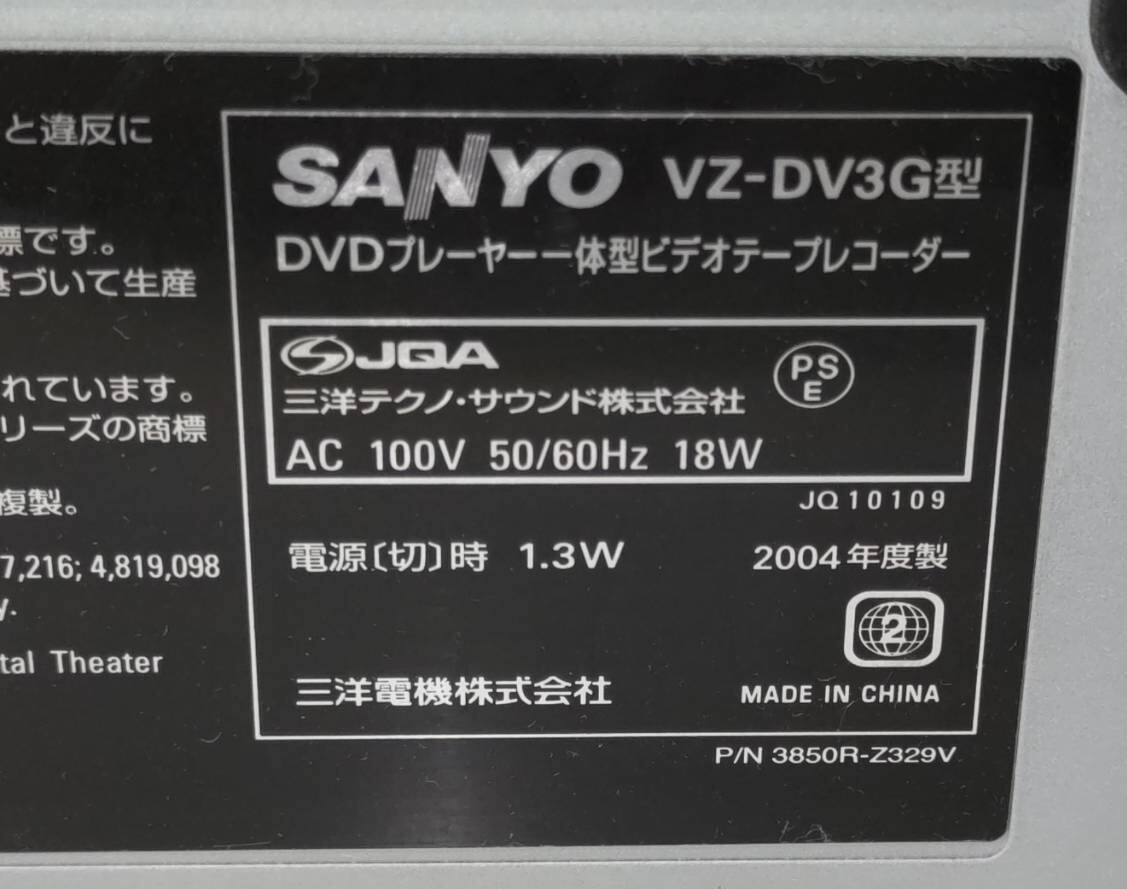 と違反に
標です。
基づいて生産
れています。
リーズの商標
複製。
7,216; 4,819,098
y.
tal Theater
SANYO VZ-DV3G型
DVDプレーヤー一体型ビデオテープレコーダー
JQA
三洋テクノ・サウンド株式会社
PS
E
AC 100V 50/60Hz 18W
JQ10109
電源〔切〕時 1.3W
2004年度製
2
三洋電機株式会社
MADE IN CHINA
P/N 3850R-Z329V